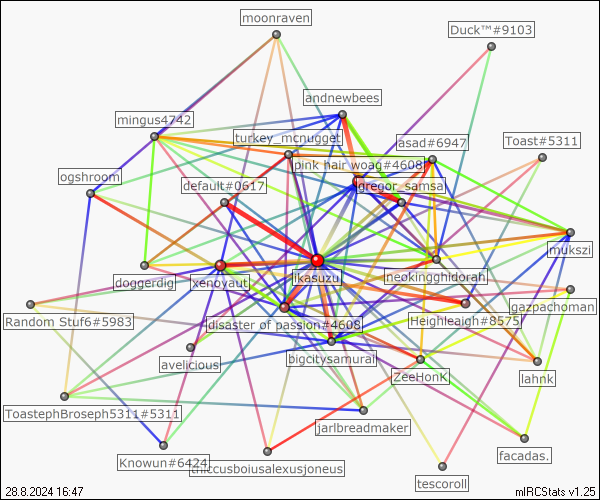 moonraven
Duck™#9103
andnewbees
mingus4742
turkey_mcnugget
asad#6947
Toast#5311
pink hair woag#4608
ogshroom
default#0617
gregor_samsa
mukszi
neokingghidorah
doggerdig
xenovaut
ikasuzu
gazpachoman
Random Stuf6#5983
disaster of passion#4608
Heighleaigh#8575
avelicious
bigcitysamurai
ZeeHonK
lahnk
ToastephBroseph5311#5311
jarlbreadmaker
Knowun#6424
thiccusboiusalexusjoneus
facadas.
tescoroll
28.8.2024 16:47
mIRCStats v1.25